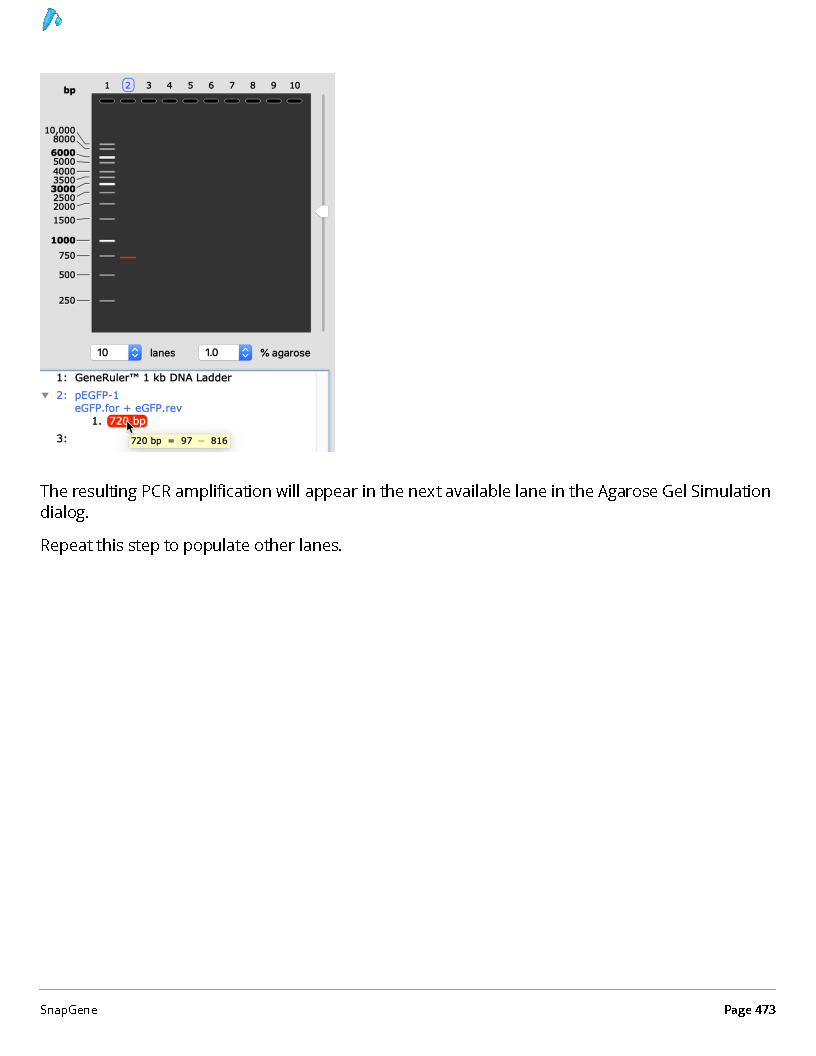 bp 1 2 3 4 5 6 7 8 9 10
10,000
8000
6000
5000
4000
3500
3000
2500
2000
1500
1000
750
500
250
10 lanes 1.0 % agarose
1: GeneRuler™ 1 kb DNA Ladder
2: pEGFP-1
eGFP.for + eGFP.rev
1. 720 bp
3:
720 bp = 97 – 816
The resulting PCR amplification will appear in the next available lane in the Agarose Gel Simulation
dialog.
Repeat this step to populate other lanes.
SnapGene Page 473